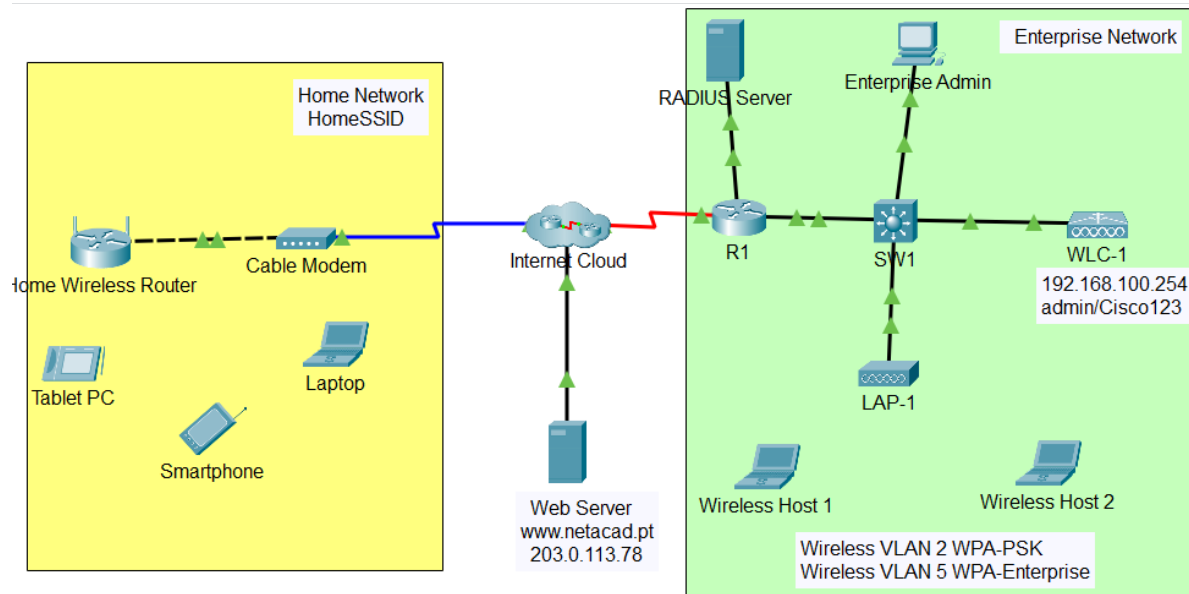 Home Network
HomeSSID
Home Wireless Router
Cable Modem
Tablet PC
Laptop
Smartphone
Internet Cloud
Web Server
www.netacad.pt
203.0.113.78
Enterprise Network
RADIUS Server
Enterprise Admin
R1
SW1
WLC-1
192.168.100.254
admin/Cisco123
LAP-1
Wireless Host 1
Wireless Host 2
Wireless VLAN 2 WPA-PSK
Wireless VLAN 5 WPA-Enterprise